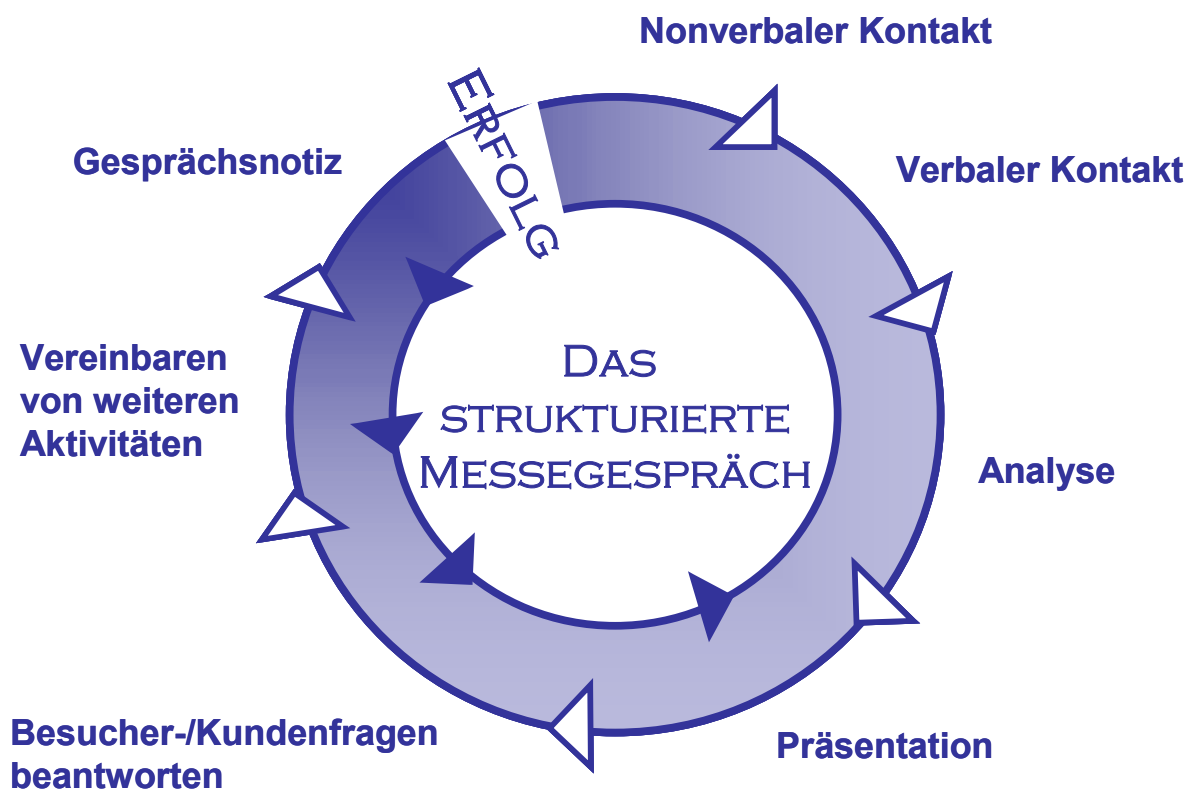 Nonverbaler Kontakt
ERFOLG
Gesprächsnotiz
Verbaler Kontakt
DAS
STRUKTURIERTE
MESSEGESPRÄCH
Vereinbaren
von weiteren
Aktivitäten
Analyse
Besucher-/Kundenfragen
beantworten
Präsentation